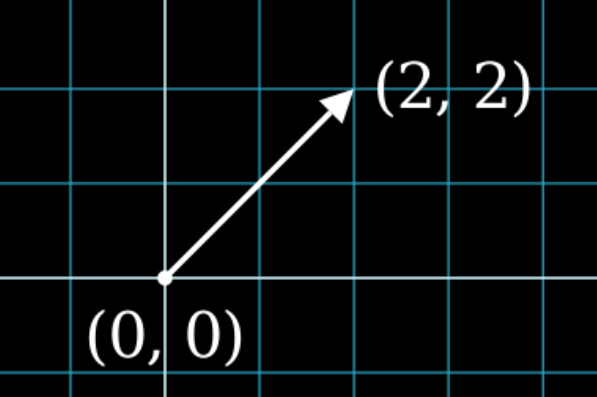 (2, 2)
(0, 0)